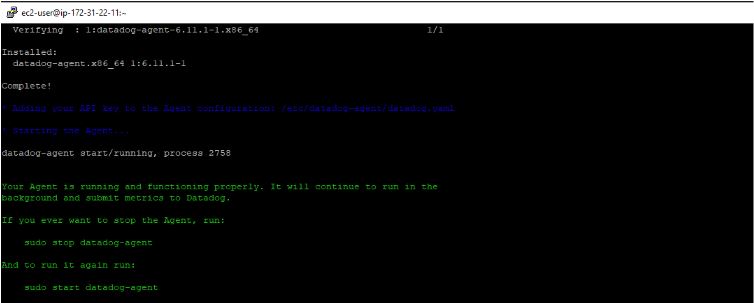 ec2-user@ip-172-31-22-11:~
Verifying  : 1:datadog-agent-6.11.1-1.x86_64 1/1
Installed:
datadog-agent.x86_64 1:6.11.1-1
Complete!
* Adding your API key to the Agent configuration: /etc/datadog-agent/datadog.yaml
* Starting the Agent...
datadog-agent start/running, process 2758
Your Agent is running and functioning properly. It will continue to run in the
background and submit metrics to Datadog.
If you ever want to stop the Agent, run:
sudo stop datadog-agent
And to run it again run:
sudo start datadog-agent